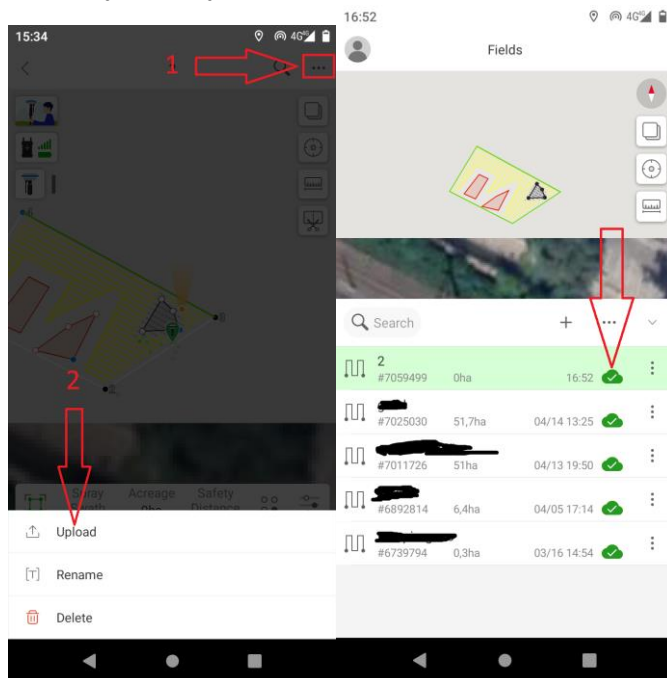 15:34
4G
1
2
Spray
Acreage
Safety
0ha
Distance
Upload
[T] Rename
Delete
16:52
4G
Fields
Search
2
#7059499 0ha 16:52
#7025030 51,7ha 04/14 13:25
#7011726 51ha 04/13 19:50
#6892814 6,4ha 04/05 17:14
#6739794 0,3ha 03/16 14:54